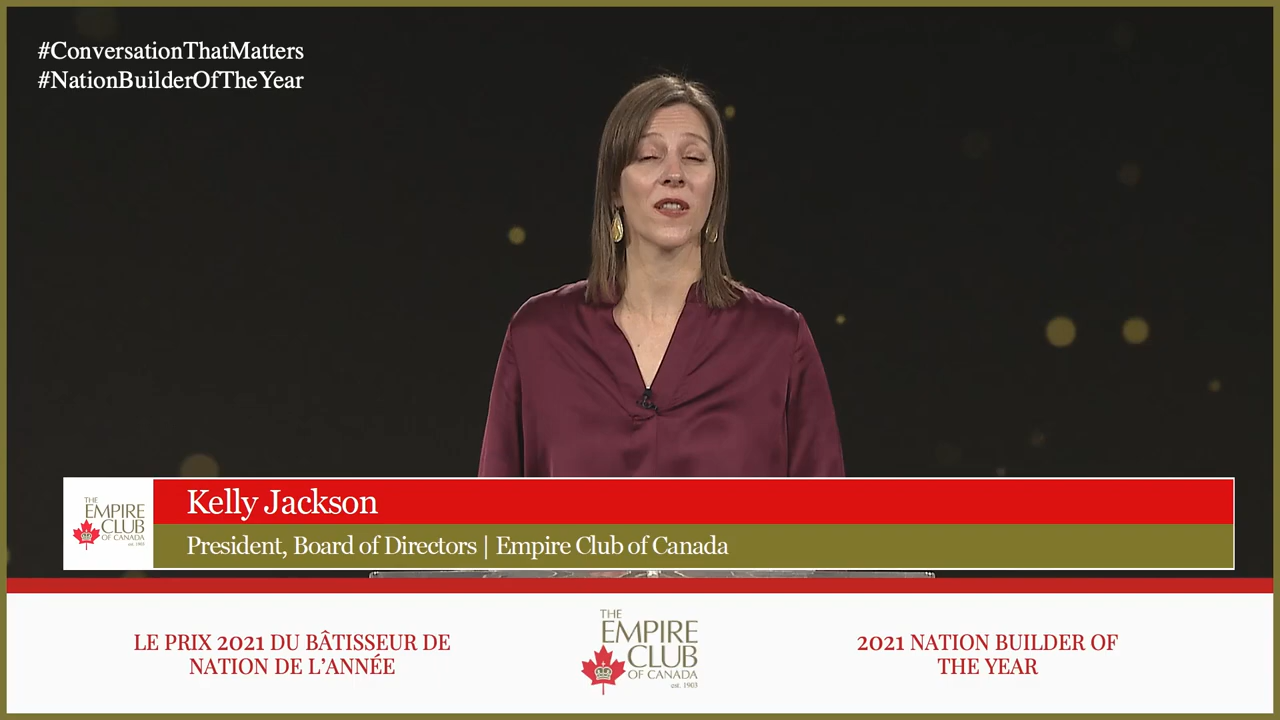 #ConversationThatMatters
#NationBuilderOfTheYear
THE
EMPIRE
CLUB
OF CANADA
est. 1903
Kelly Jackson
President, Board of Directors | Empire Club of Canada
LE PRIX 2021 DU BÂTISSEUR DE
NATION DE L'ANNÉE
THE
EMPIRE
CLUB
OF CANADA
est. 1903
2021 NATION BUILDER OF
THE YEAR